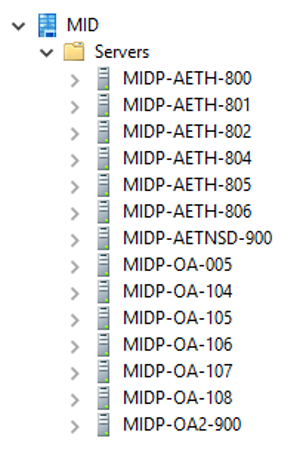 MID
Servers
MIDP-AETH-800
MIDP-AETH-801
MIDP-AETH-802
MIDP-AETH-804
MIDP-AETH-805
MIDP-AETH-806
MIDP-AETNSD-900
MIDP-OA-005
MIDP-OA-104
MIDP-OA-105
MIDP-OA-106
MIDP-OA-107
MIDP-OA-108
MIDP-OA2-900